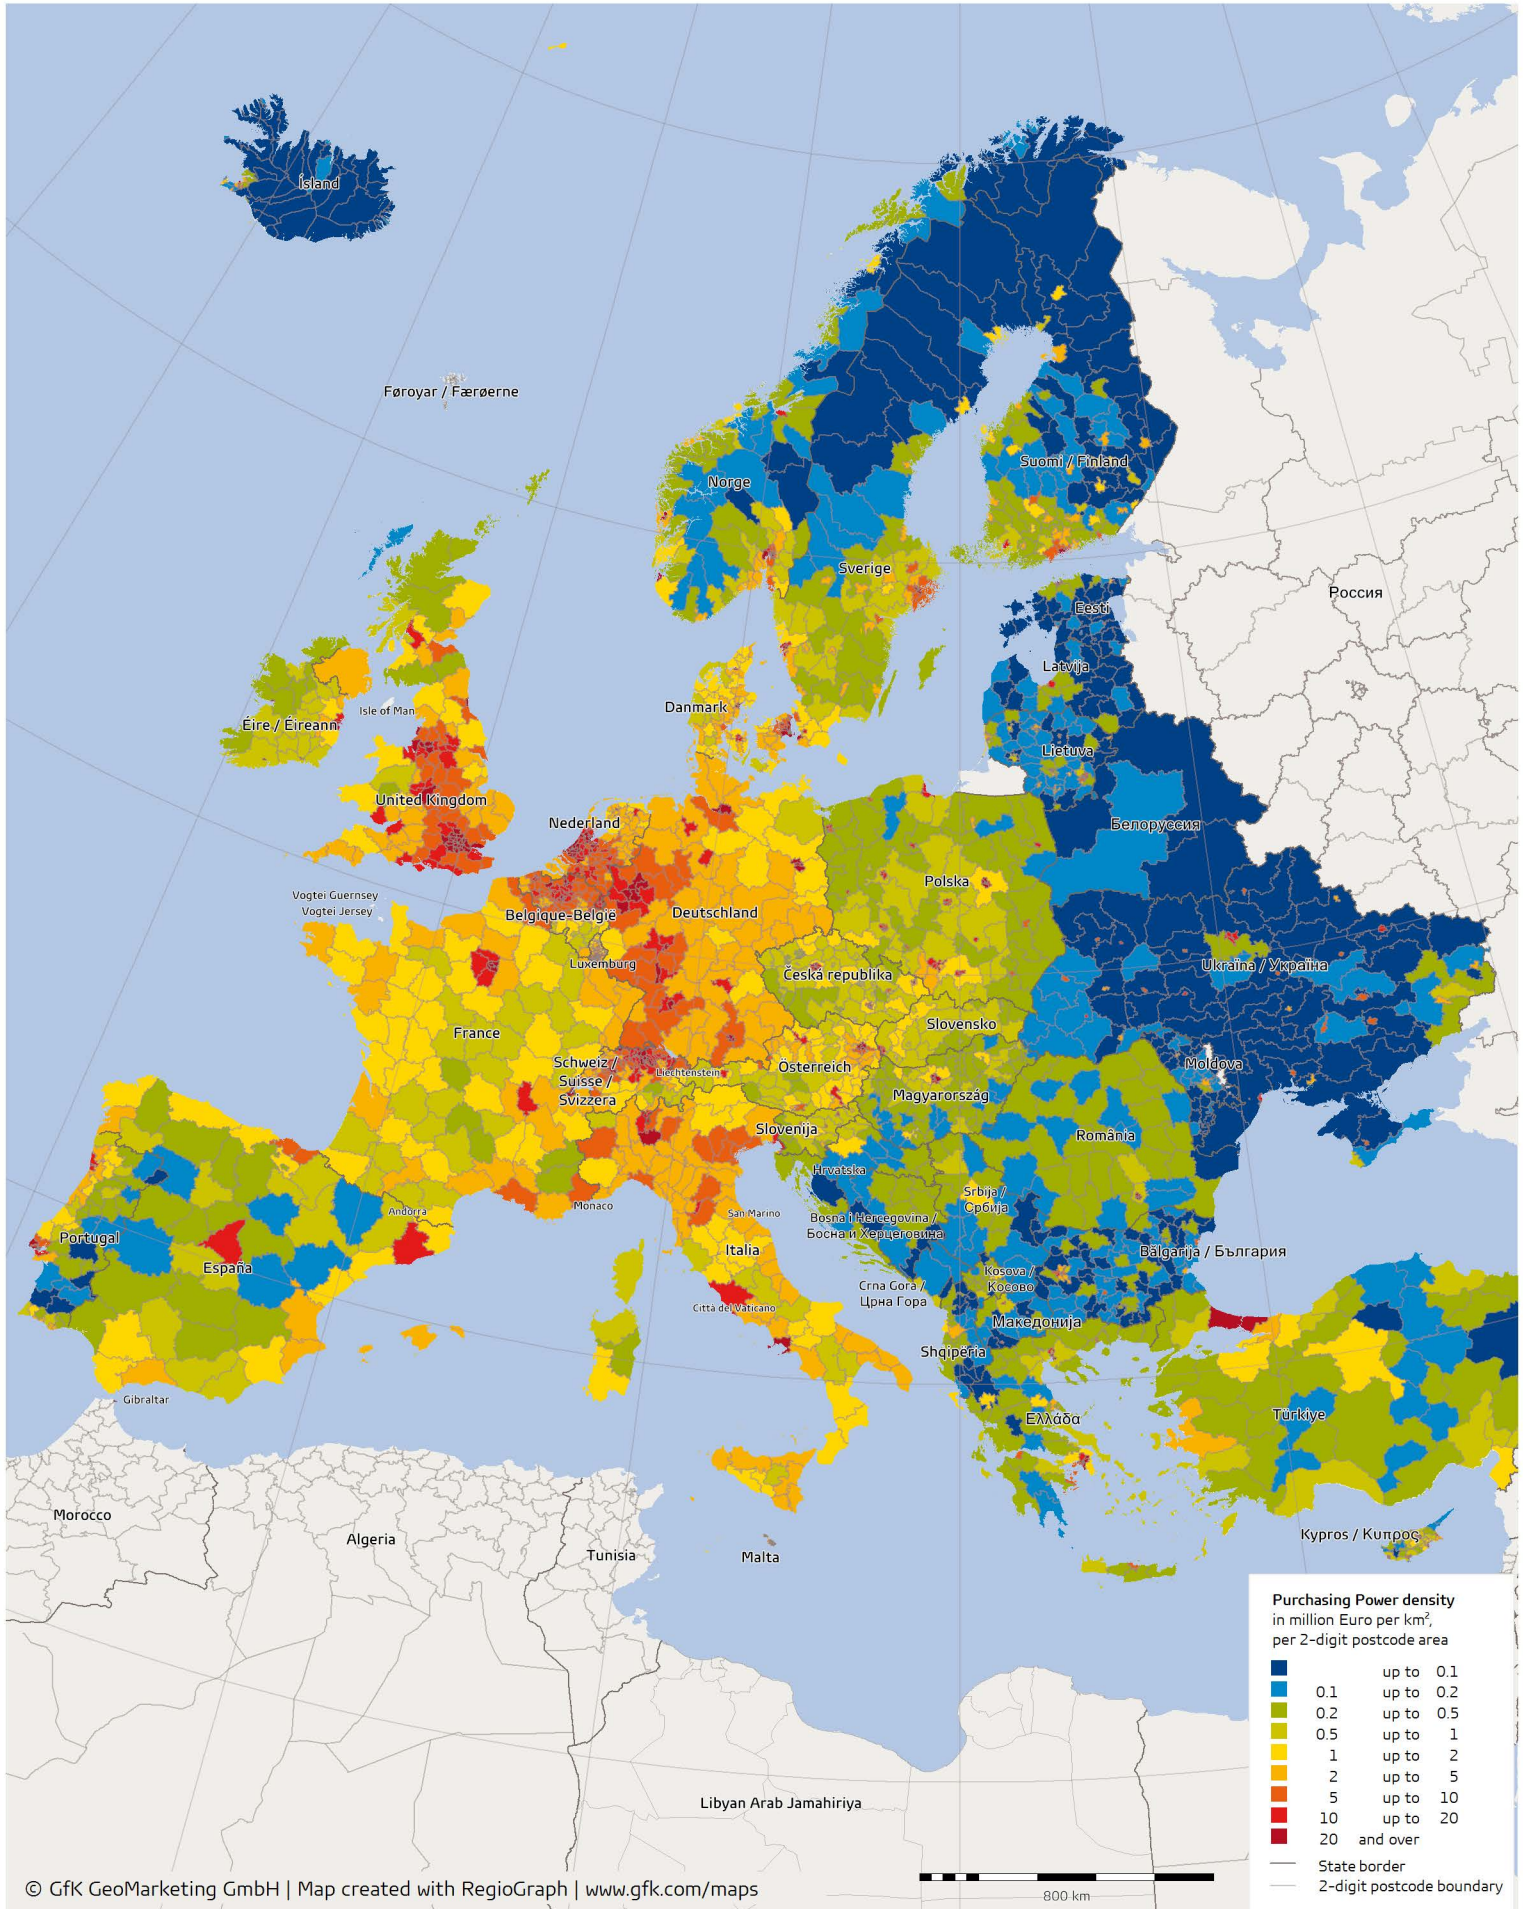 Ísland
Føroyar / Færøerne
Norge
Suomi / Finland
Sverige
Россия
Eesti
Latvija
Danmark
Isle of Man
Éire / Éireann
Lietuva
United Kingdom
Nederland
Белоруссия
Polska
Vogtei Guernsey
Vogtei Jersey
Belgique-België
Deutschland
Luxemburg
Česká republika
Ukraïna / Україна
France
Slovensko
Schweiz /
Suisse /
Svizzera
Liechtenstein
Österreich
Moldova
Magyarország
Slovenija
România
Hrvatska
Srbija /
Србија
Monaco
Andorra
San Marino
Bosna i Hercegovina /
Босна и Херцеговина
Portugal
Italia
Bălgarija / България
España
Kosova /
Косово
Crna Gora /
Црна Гора
Città del Vaticano
Македонија
Shqipëria
Gibraltar
Ελλάδα
Türkiye
Morocco
Algeria
Tunisia
Malta
Kypros / Κυπρος
Purchasing Power density
in million Euro per km²,
per 2-digit postcode area
up to 0.1
0.1 up to 0.2
0.2 up to 0.5
0.5 up to 1
1 up to 2
2 up to 5
5 up to 10
10 up to 20
20 and over
State border
2-digit postcode boundary
Libyan Arab Jamahiriya
© GfK GeoMarketing GmbH | Map created with RegioGraph | www.gfk.com/maps
800 km